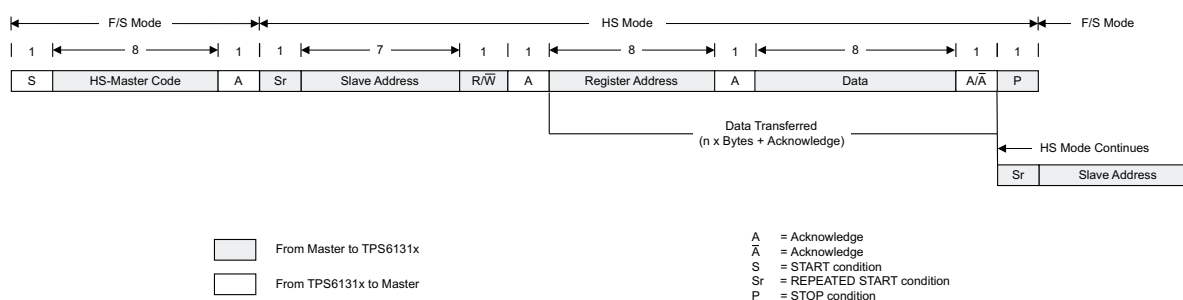 F/S Mode HS Mode F/S Mode
1 8 1 1 7 1 1 8 1 8 1 1
S HS-Master Code A Sr Slave Address R/W̅ A Register Address A Data A/A̅ P
Data Transferred
(n x Bytes + Acknowledge)
HS Mode Continues
Sr Slave Address
From Master to TPS6131x
From TPS6131x to Master
A = Acknowledge
A̅ = Acknowledge
S = START condition
Sr = REPEATED START condition
P = STOP condition